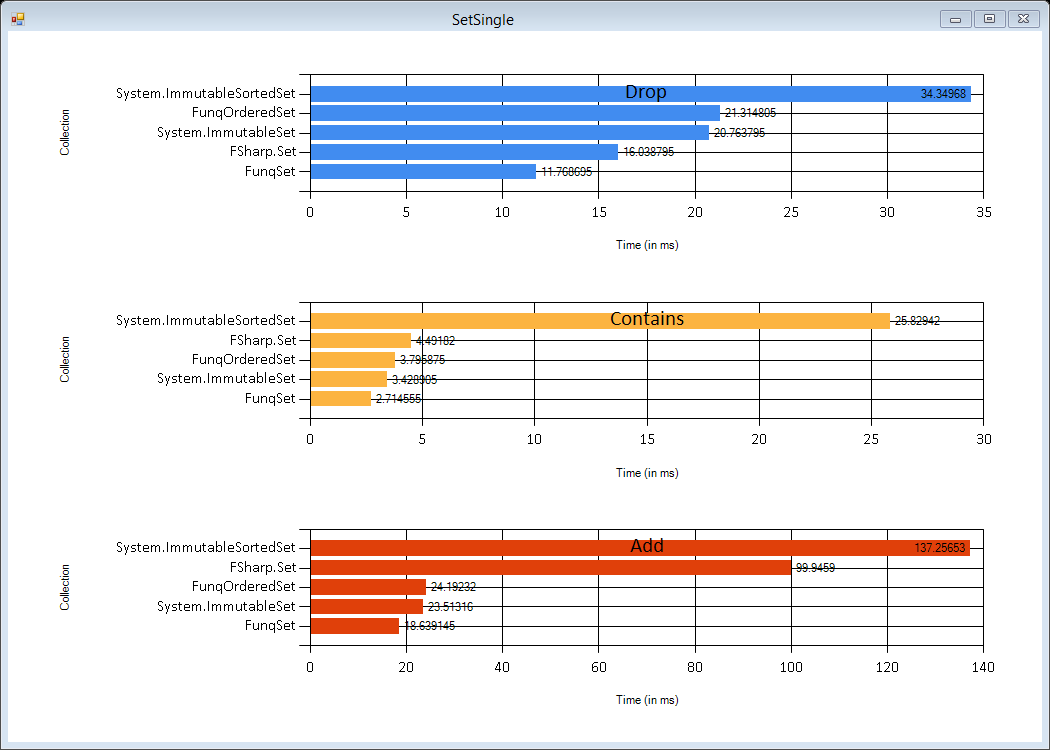 SetSingle
Drop
Collection
System.ImmutableSortedSet 34.34968
FunqOrderedSet 21.314805
System.ImmutableSet 20.763795
FSharp.Set 16.038795
FunqSet 11.768695
0 5 10 15 20 25 30 35
Time (in ms)
Contains
Collection
System.ImmutableSortedSet 25.82942
FSharp.Set 4.49182
FunqOrderedSet 3.795875
System.ImmutableSet 3.428905
FunqSet 2.714555
0 5 10 15 20 25 30
Time (in ms)
Add
Collection
System.ImmutableSortedSet 137.25653
FSharp.Set 99.9459
FunqOrderedSet 24.19232
System.ImmutableSet 23.51316
FunqSet 18.639145
0 20 40 60 80 100 120 140
Time (in ms)